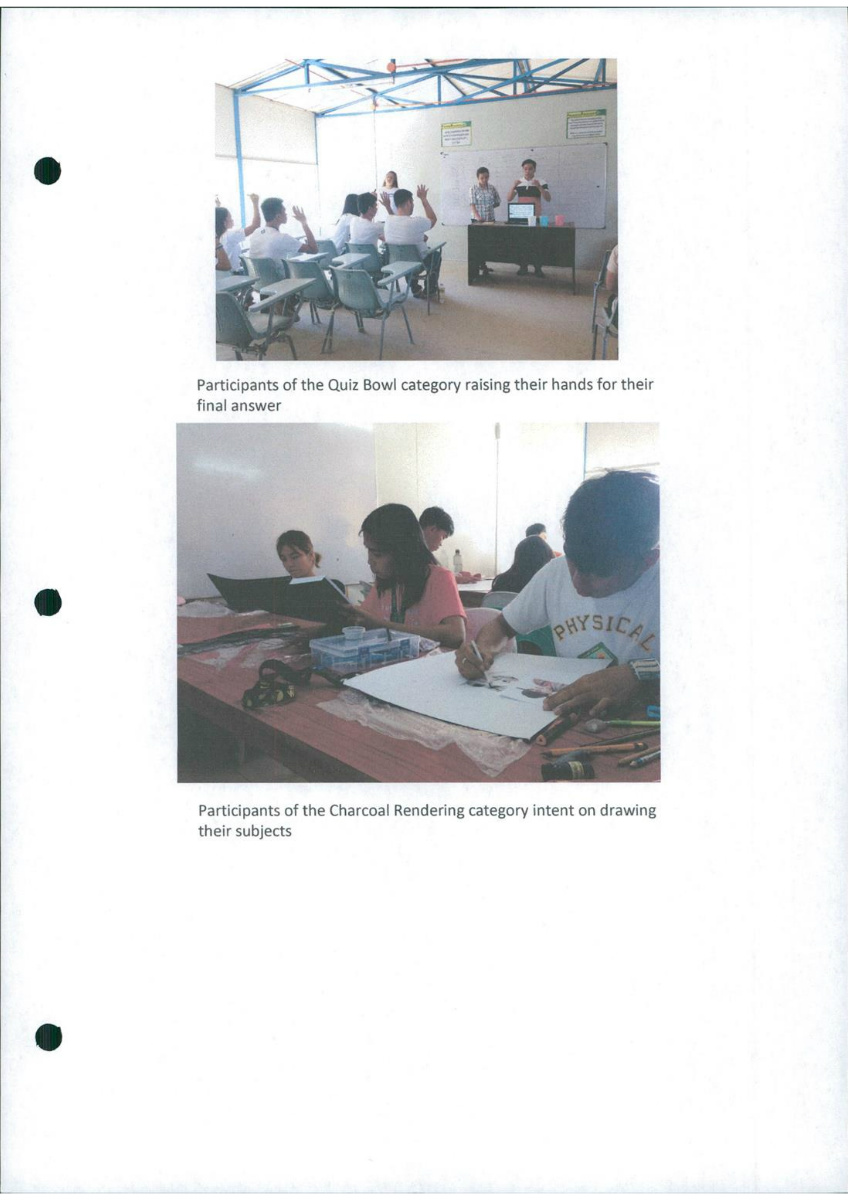 Participants of the Quiz Bowl category raising their hands for their
final answer
PHYSICAL
Participants of the Charcoal Rendering category intent on drawing
their subjects